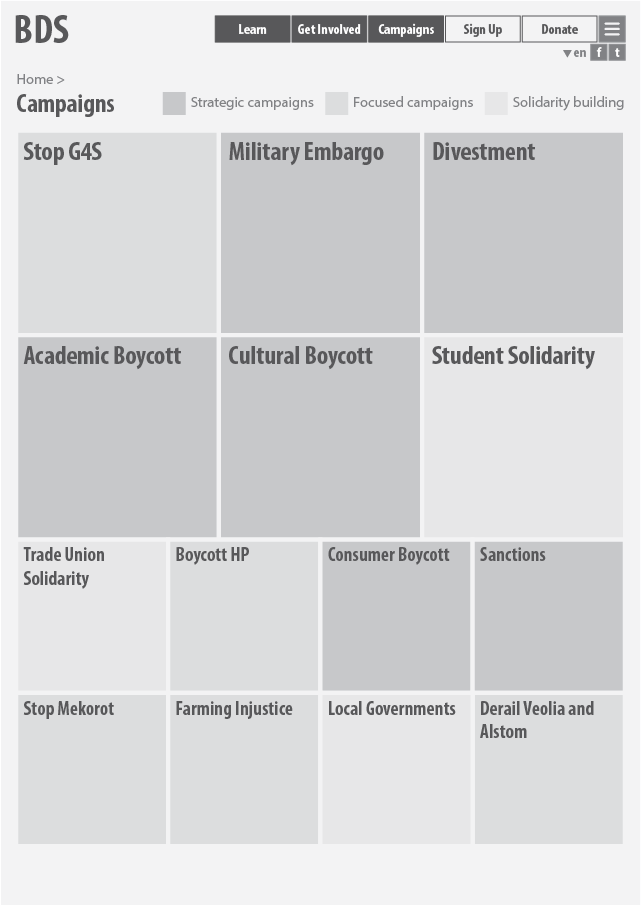 BDS
Learn
Get Involved
Campaigns
Sign Up
Donate
en f t
Home >
Campaigns
Strategic campaigns
Focused campaigns
Solidarity building
Stop G4S
Military Embargo
Divestment
Academic Boycott
Cultural Boycott
Student Solidarity
Trade Union
Solidarity
Boycott HP
Consumer Boycott
Sanctions
Stop Mekorot
Farming Injustice
Local Governments
Derail Veolia and
Alstom